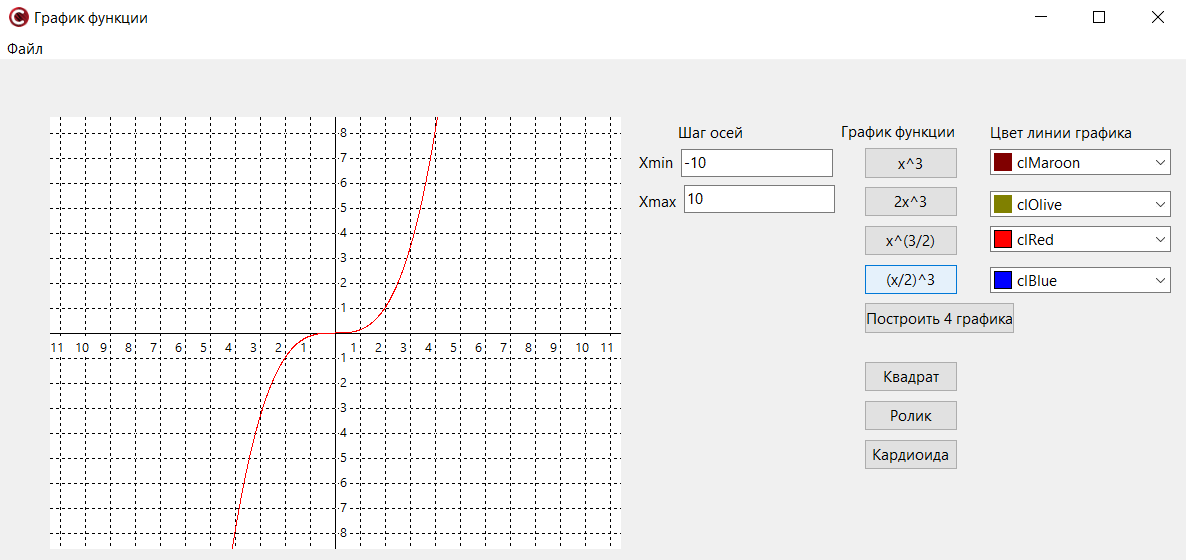 График функции
Файл
Шаг осей
Xmin -10
Xmax 10
График функции
x^3
2x^3
x^(3/2)
(x/2)^3
Построить 4 графика
Квадрат
Ролик
Кардиоида
Цвет линии графика
clMaroon
clOlive
clRed
clBlue
8
7
6
5
4
3
2
1
11 10 9 8 7 6 5 4 3 2 1 1 2 3 4 5 6 7 8 9 10 11
1
2
3
4
5
6
7
8